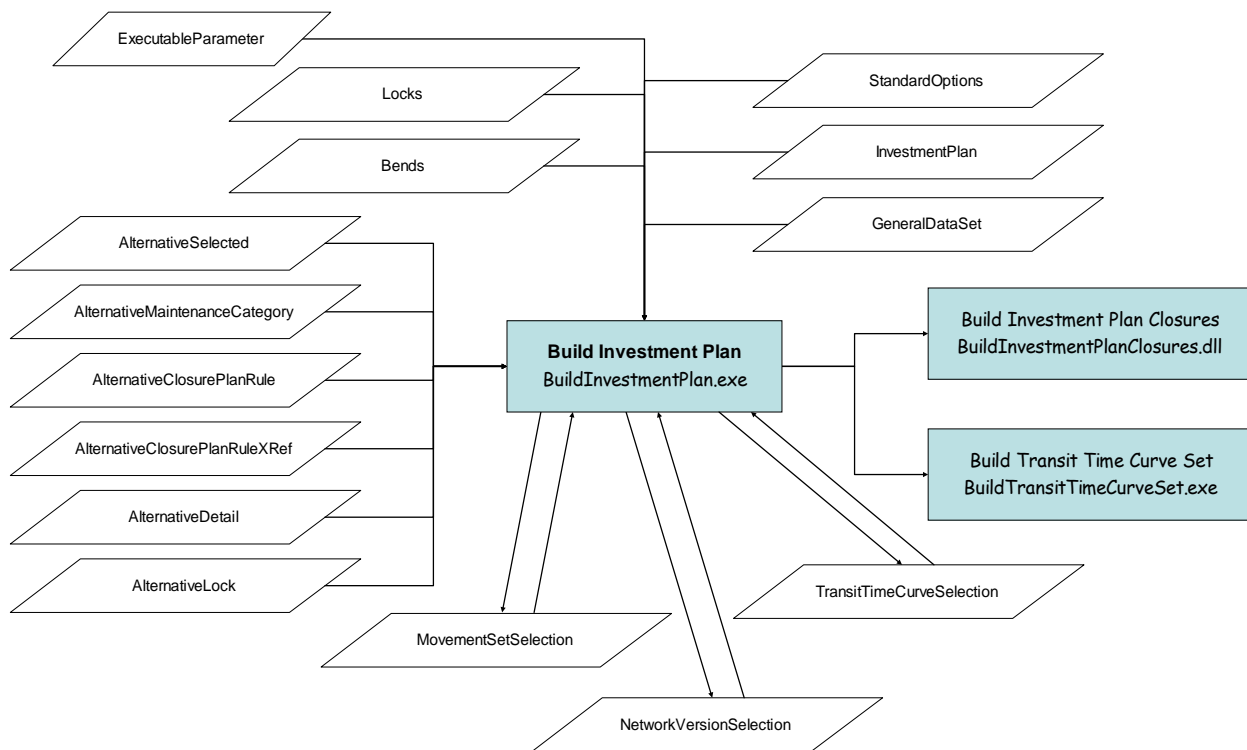 ExecutableParameter
Locks
StandardOptions
Bends
InvestmentPlan
AlternativeSelected
GeneralDataSet
AlternativeMaintenanceCategory
Build Investment Plan
BuildInvestmentPlan.exe
Build Investment Plan Closures
BuildInvestmentPlanClosures.dll
AlternativeClosurePlanRule
AlternativeClosurePlanRuleXRef
Build Transit Time Curve Set
BuildTransitTimeCurveSet.exe
AlternativeDetail
AlternativeLock
TransitTimeCurveSelection
MovementSetSelection
NetworkVersionSelection